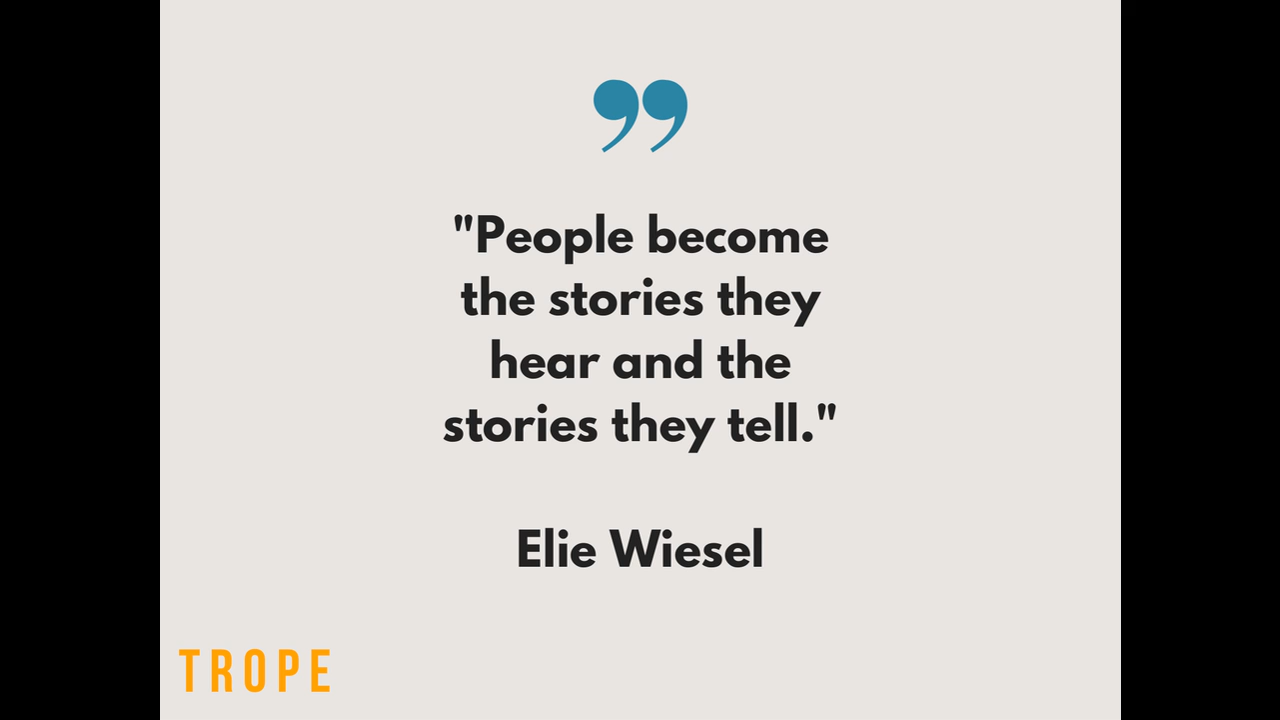 ”
"People become
the stories they
hear and the
stories they tell."
Elie Wiesel
TROPE